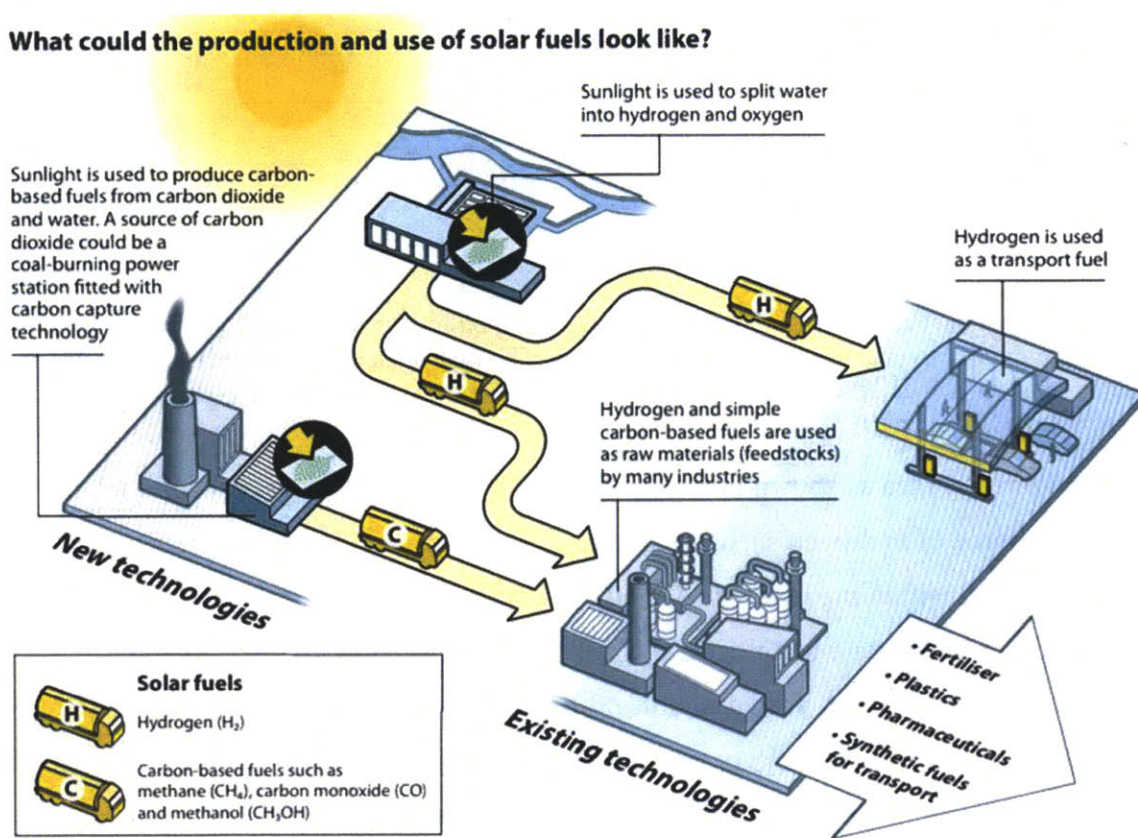 What could the production and use of solar fuels look like?
Sunlight is used to split water
into hydrogen and oxygen
Sunlight is used to produce carbon-
based fuels from carbon dioxide
and water. A source of carbon
dioxide could be a
coal-burning power
station fitted with
carbon capture
technology
Hydrogen is used
as a transport fuel
H
H
Hydrogen and simple
carbon-based fuels are used
as raw materials (feedstocks)
by many industries
C
New technologies
Existing technologies
• Fertiliser
• Plastics
• Pharmaceuticals
• Synthetic fuels
for transport
Solar fuels
H
Hydrogen (H₂)
C
Carbon-based fuels such as
methane (CH₄), carbon monoxide (CO)
and methanol (CH₃OH)